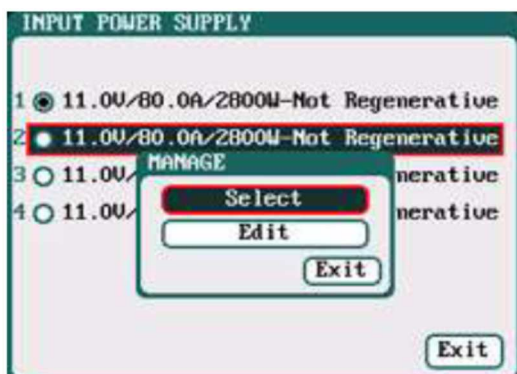 INPUT POWER SUPPLY
1 11.0V/80.0A/2800W-Not Regenerative
2 11.0V/80.0A/2800W-Not Regenerative
MANAGE
3 11.0V/ nerative
Select
4 11.0V/ nerative
Edit
Exit
Exit